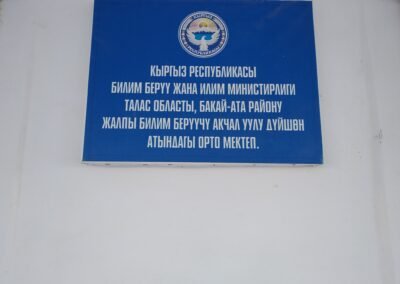 КЫРГЫЗ РЕСПУБЛИКАСЫ
БИЛИМ БЕРҮҮ ЖАНА ИЛИМ МИНИСТИРЛИГИ
ТАЛАС ОБЛАСТЫ, БАКАЙ-АТА РАЙОНУ
ЖАЛПЫ БИЛИМ БЕРҮҮЧҮ АКЧАЛ УУЛУ ДҮЙШӨН
АТЫНДАГЫ ОРТО МЕКТЕП.